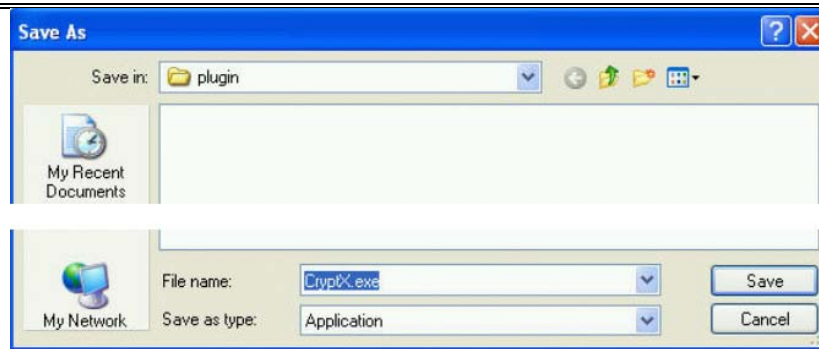 Save As
Save in: plugin
My Recent
Documents
File name: CryptX.exe
Save
My Network
Save as type: Application
Cancel